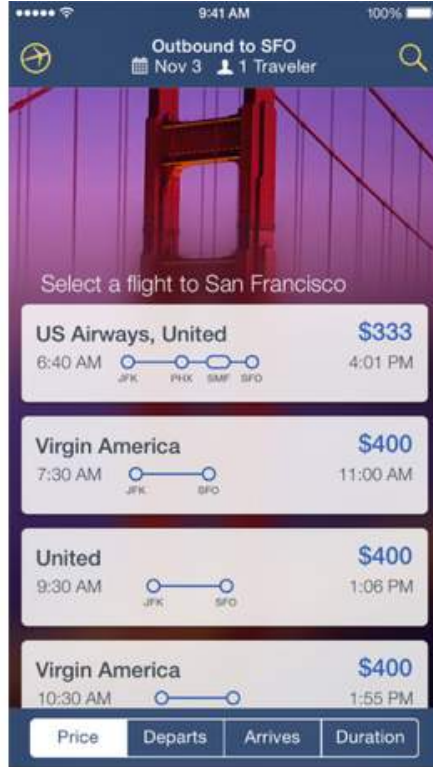 9:41 AM 100%
Outbound to SFO
Nov 3 1 Traveler
Select a flight to San Francisco
US Airways, United $333
6:40 AM 4:01 PM
JFK PHX SMF SFO
Virgin America $400
7:30 AM 11:00 AM
JFK SFO
United $400
9:30 AM 1:06 PM
JFK SFO
Virgin America $400
10:30 AM 1:55 PM
Price Departs Arrives Duration